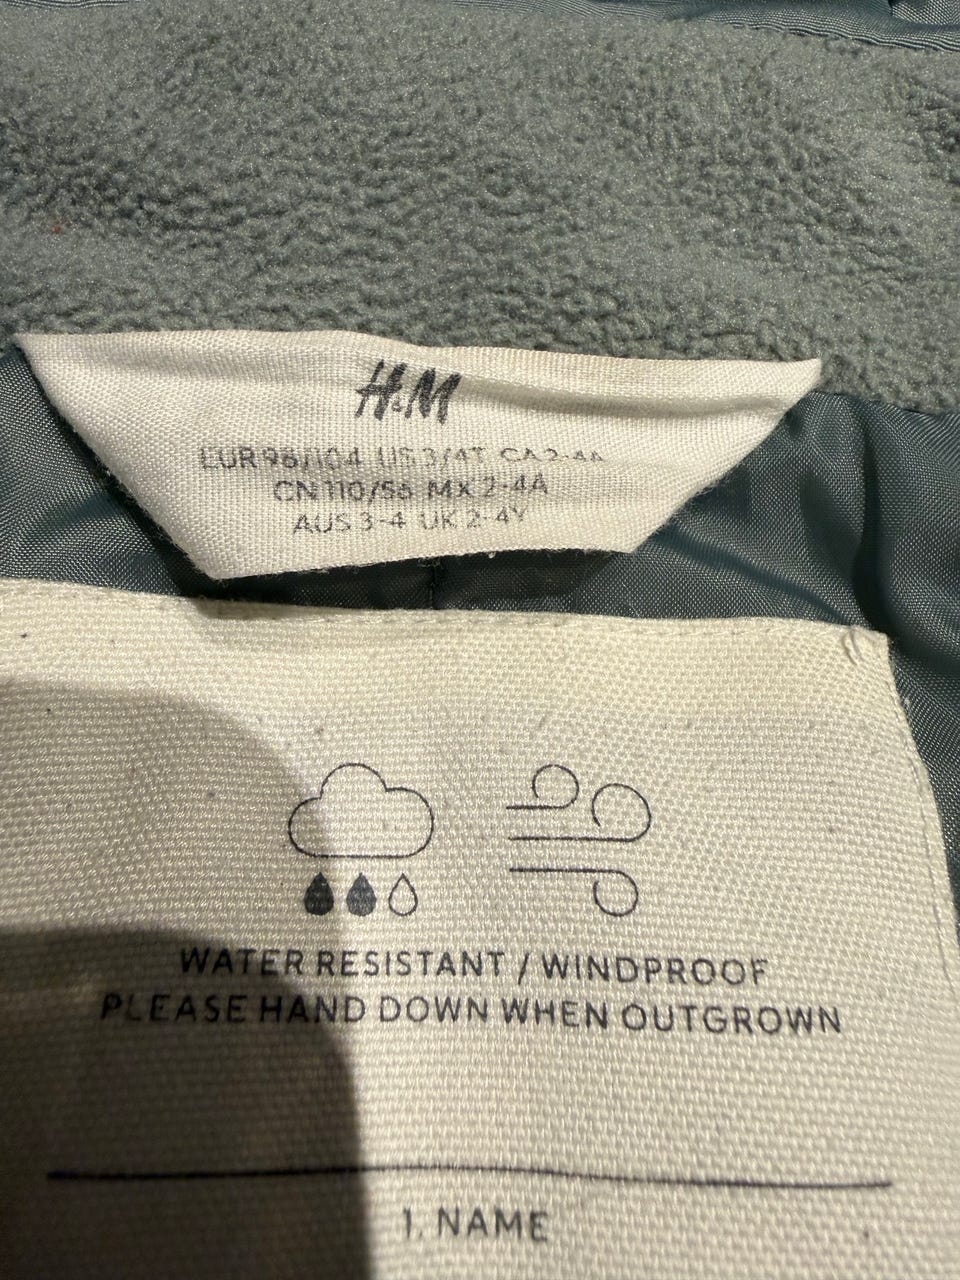 H&M
EUR 98/104 US 3/4T CA 2-4A
CN 110/56 MX 2-4A
AUS 3-4 UK 2-4Y
WATER RESISTANT / WINDPROOF
PLEASE HAND DOWN WHEN OUTGROWN
1. NAME